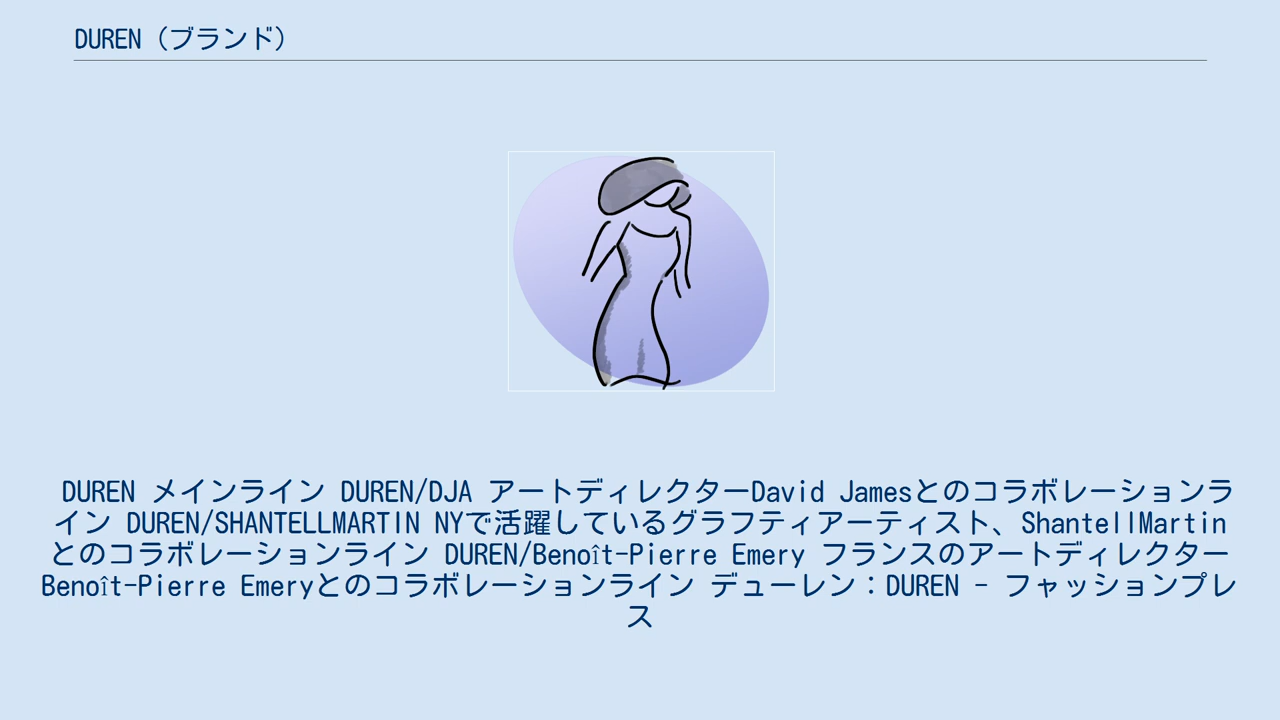 DUREN（ブランド）
DUREN メインライン DUREN/DJA アートディレクターDavid Jamesとのコラボレーションラ
イン DUREN/SHANTELLMARTIN NYで活躍しているグラフティアーティスト、ShantellMartin
とのコラボレーションライン DUREN/Benoît-Pierre Emery フランスのアートディレクター
Benoît-Pierre Emeryとのコラボレーションライン デューレン：DUREN - ファッションプレ
ス